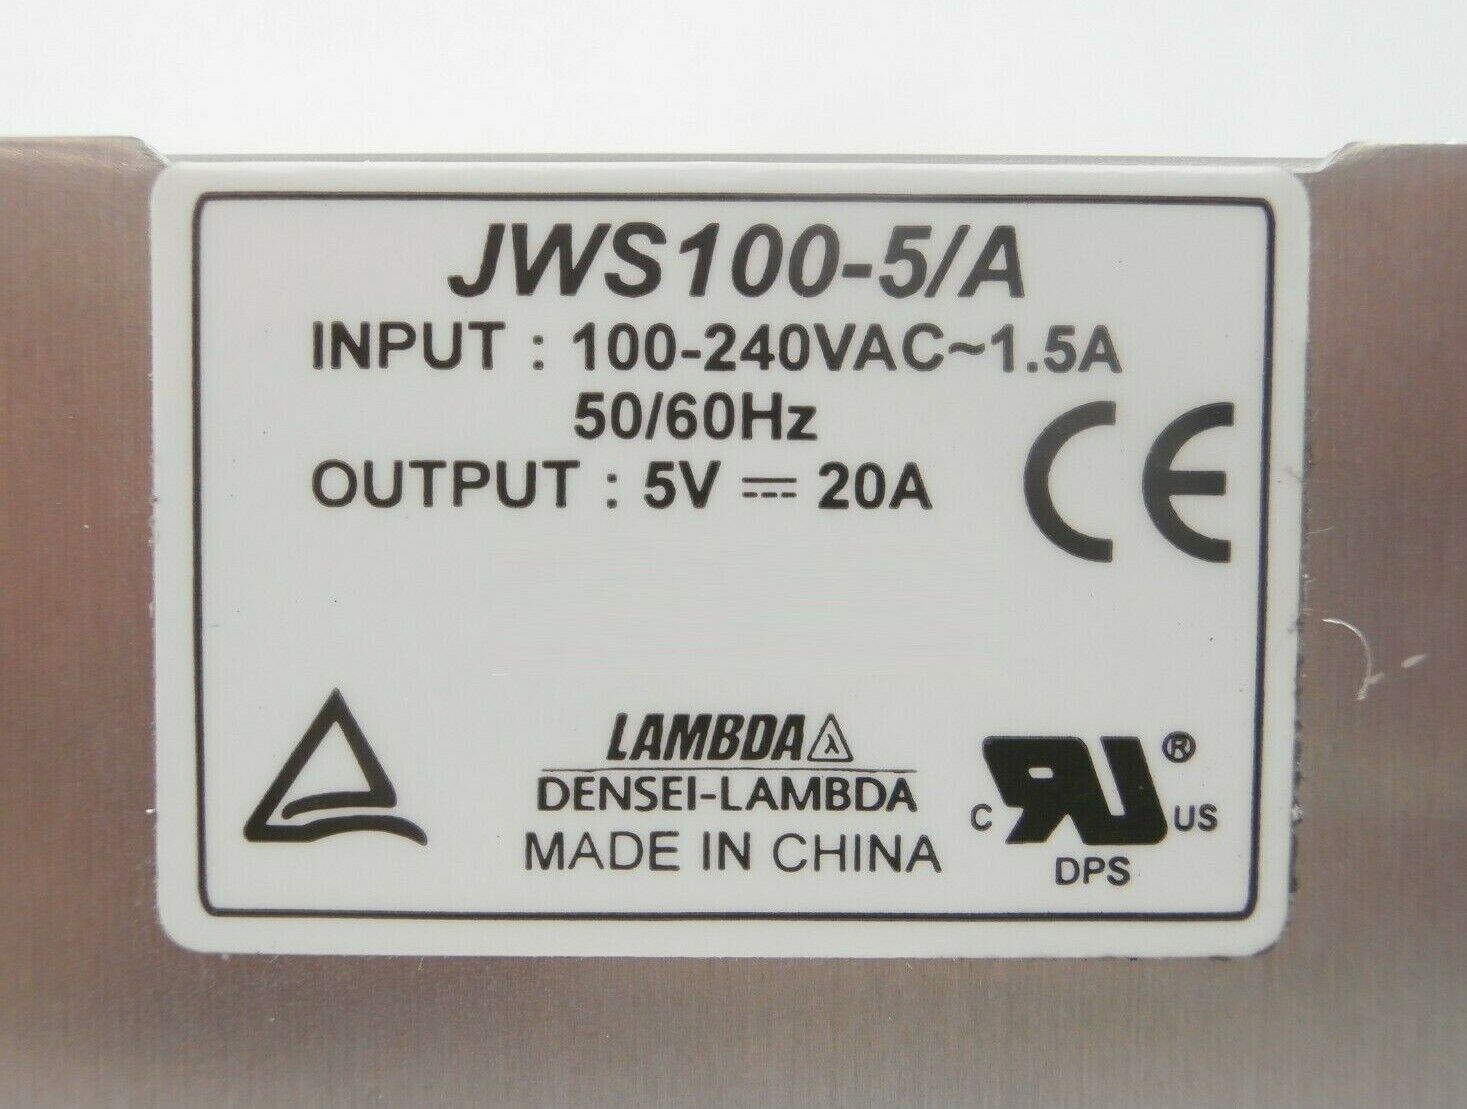 JWS100-5/A
INPUT : 100-240VAC~1.5A
50/60Hz
OUTPUT : 5V ⎓ 20A
CE
LAMBDA λ
DENSEI-LAMBDA
MADE IN CHINA
C RU ® US
DPS